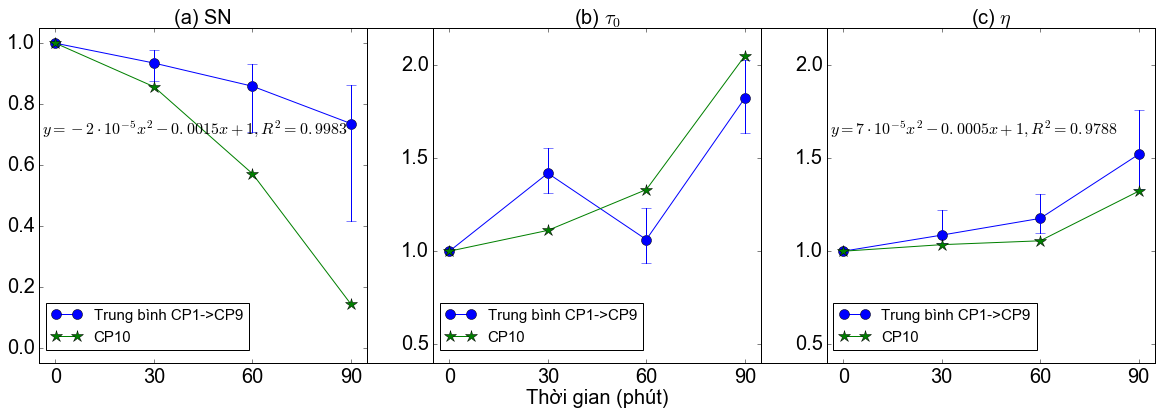 (a) SN
1.0
0.8
0.6
0.4
0.2
0.0
y = −2 · 10⁻⁵x² − 0.0015x + 1, R² = 0.9983
Trung bình CP1->CP9
CP10
0 30 60 90
(b) τ₀
2.0
1.5
1.0
0.5
Trung bình CP1->CP9
CP10
0 30 60 90
Thời gian (phút)
(c) η
2.0
1.5
1.0
0.5
y = 7 · 10⁻⁵x² − 0.0005x + 1, R² = 0.9788
Trung bình CP1->CP9
CP10
0 30 60 90